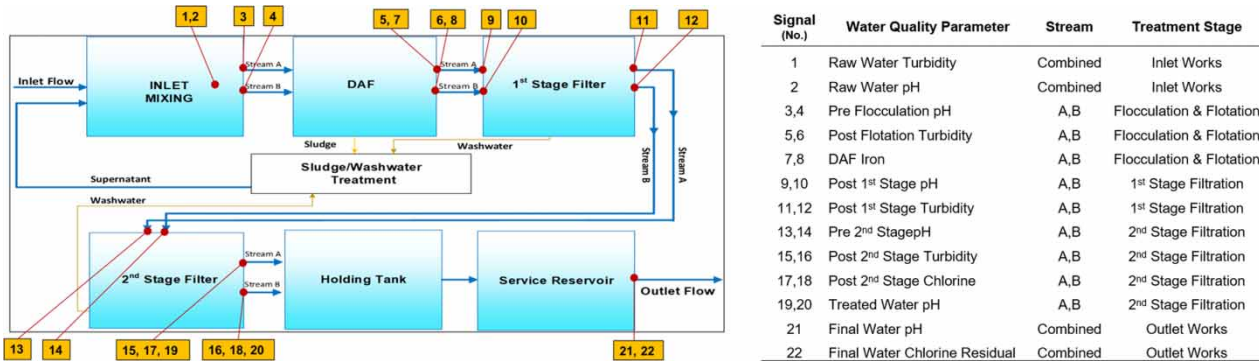 1,2
3
4
5, 7
6, 8
9
10
11
12
Inlet Flow
INLET
MIXING
Stream A
Stream B
DAF
Stream A
Stream B
1st Stage Filter
Sludge
Washwater
Sludge/Washwater
Treatment
Supernatant
Washwater
Stream B
Stream A
2nd Stage Filter
Stream A
Stream B
Holding Tank
Service Reservoir
Outlet Flow
13
14
15, 17, 19
16, 18, 20
21, 22
Signal (No.) Water Quality Parameter Stream Treatment Stage
1 Raw Water Turbidity Combined Inlet Works
2 Raw Water pH Combined Inlet Works
3,4 Pre Flocculation pH A,B Flocculation & Flotation
5,6 Post Flotation Turbidity A,B Flocculation & Flotation
7,8 DAF Iron A,B Flocculation & Flotation
9,10 Post 1st Stage pH A,B 1st Stage Filtration
11,12 Post 1st Stage Turbidity A,B 1st Stage Filtration
13,14 Pre 2nd StagepH A,B 2nd Stage Filtration
15,16 Post 2nd Stage Turbidity A,B 2nd Stage Filtration
17,18 Post 2nd Stage Chlorine A,B 2nd Stage Filtration
19,20 Treated Water pH A,B 2nd Stage Filtration
21 Final Water pH Combined Outlet Works
22 Final Water Chlorine Residual Combined Outlet Works